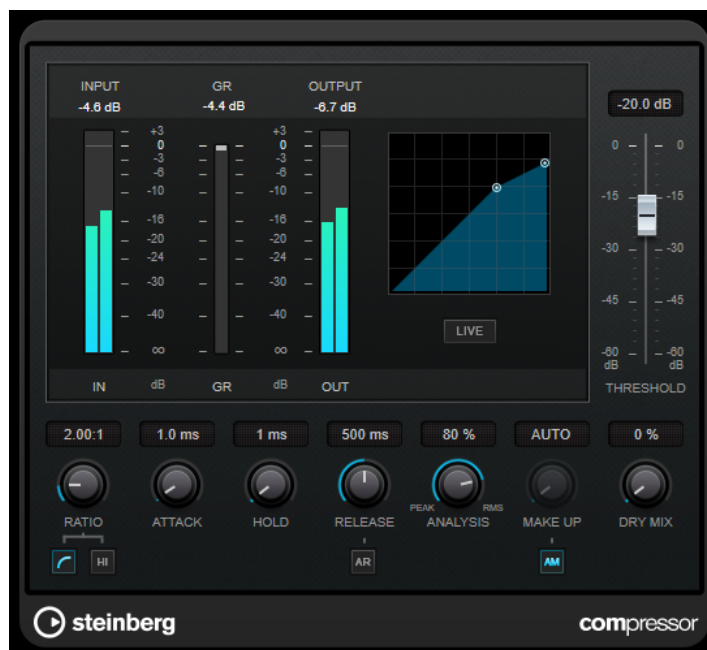 INPUT GR OUTPUT
-4.6 dB -4.4 dB -6.7 dB
-20.0 dB
+3 +3
0 0
-3 -3
-6 -6
-10 -10
-16 -16
-20 -20
-24 -24
-30 -30
-40 -40
∞ ∞
IN dB GR dB OUT
LIVE
0 0
-15 -15
-30 -30
-45 -45
-60 -60
dB dB
THRESHOLD
2.00:1 1.0 ms 1 ms 500 ms 80 % AUTO 0 %
PEAK RMS
RATIO ATTACK HOLD RELEASE ANALYSIS MAKE UP DRY MIX
HI AR AM
steinberg compressor